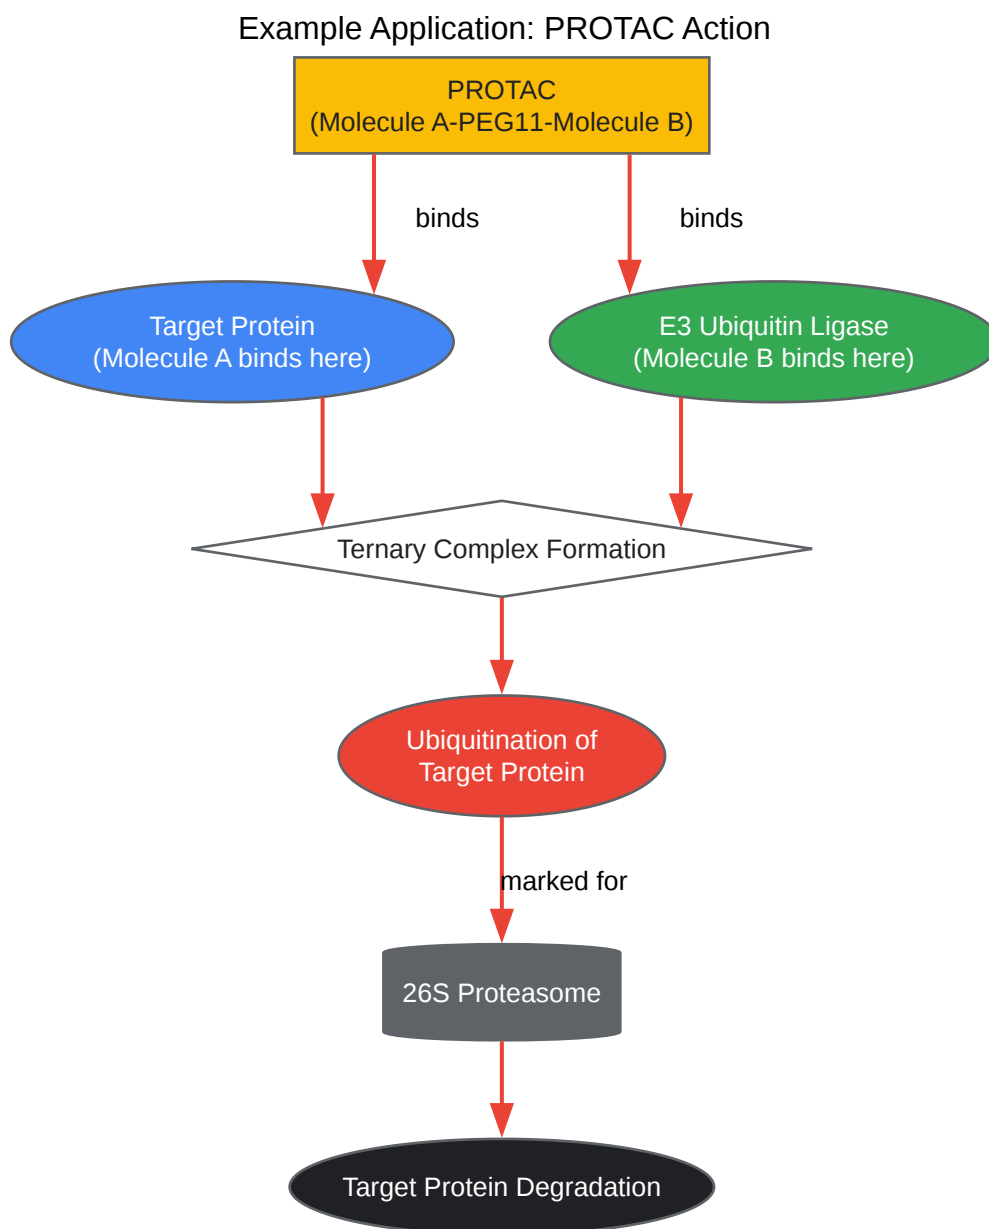 Example Application: PROTAC Action
PROTAC
(Molecule A-PEG11-Molecule B)
binds
binds
Target Protein
(Molecule A binds here)
E3 Ubiquitin Ligase
(Molecule B binds here)
Ternary Complex Formation
Ubiquitination of
Target Protein
marked for
26S Proteasome
Target Protein Degradation